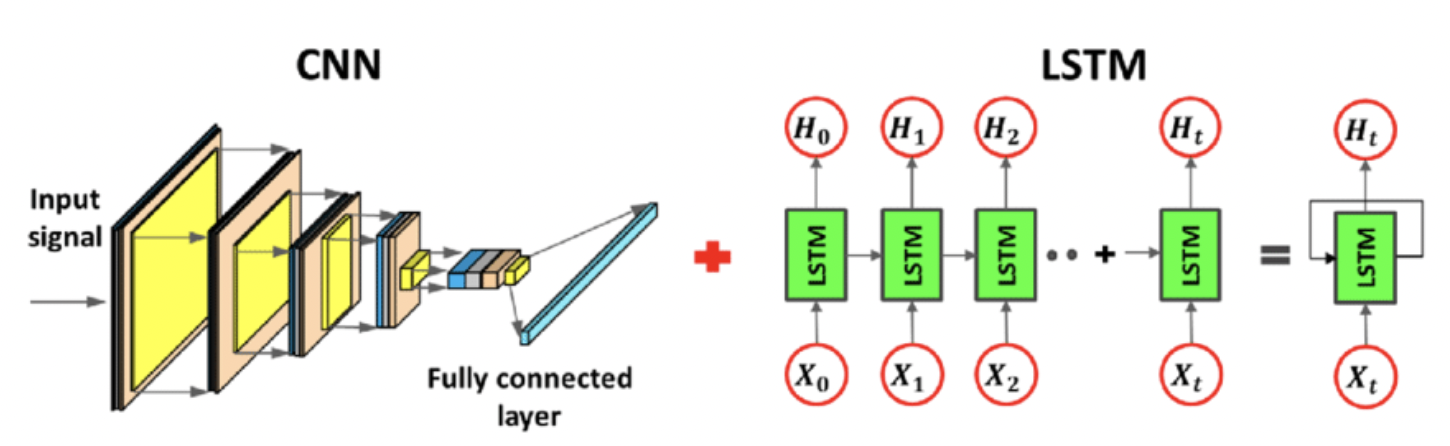 CNN
Input
signal
Fully connected
layer
LSTM
H₀ H₁ H₂ Hₜ Hₜ
LSTM LSTM LSTM •• + LSTM = LSTM
X₀ X₁ X₂ Xₜ Xₜ